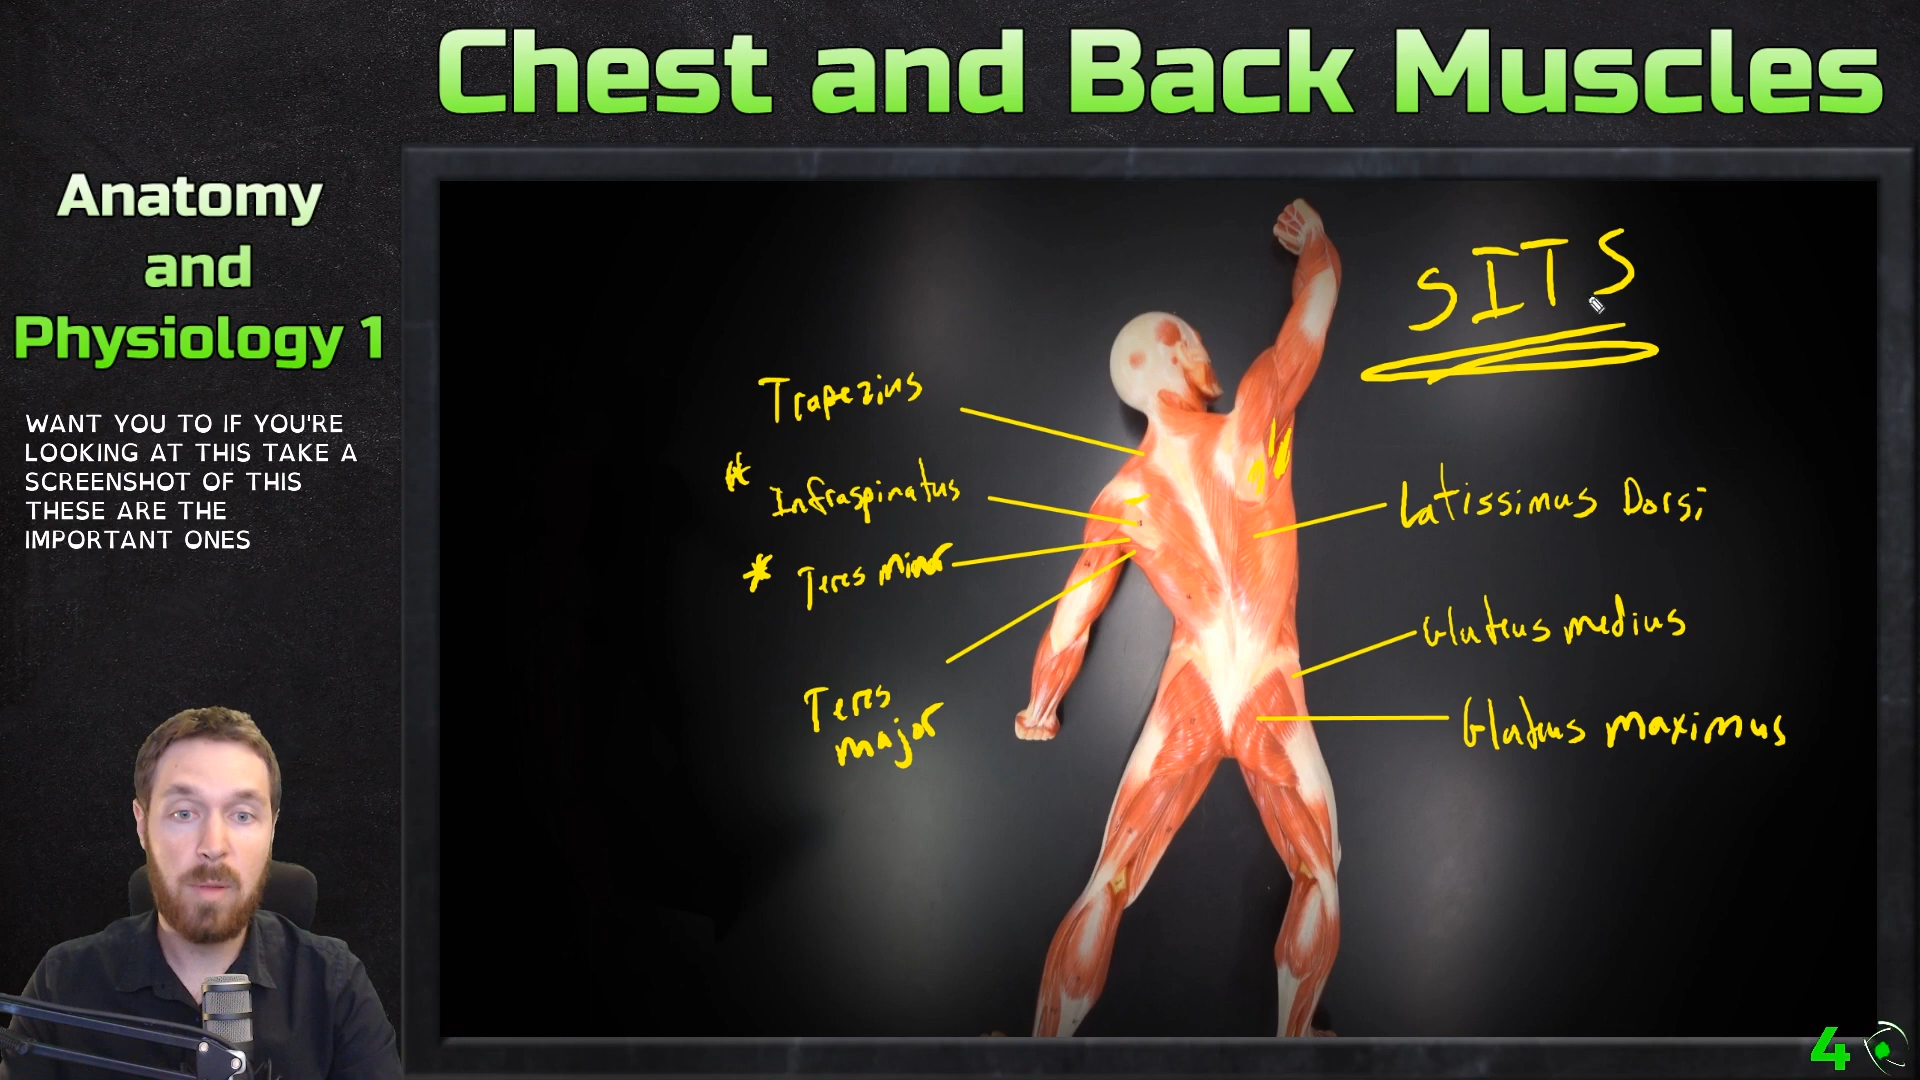 Chest and Back Muscles
Anatomy
and
Physiology 1
WANT YOU TO IF YOU'RE
LOOKING AT THIS TAKE A
SCREENSHOT OF THIS
THESE ARE THE
IMPORTANT ONES
SITS
Trapezius
* Infraspinatus
* Teres minor
Teres
major
Latissimus Dorsi
Gluteus medius
Gluteus maximus
4